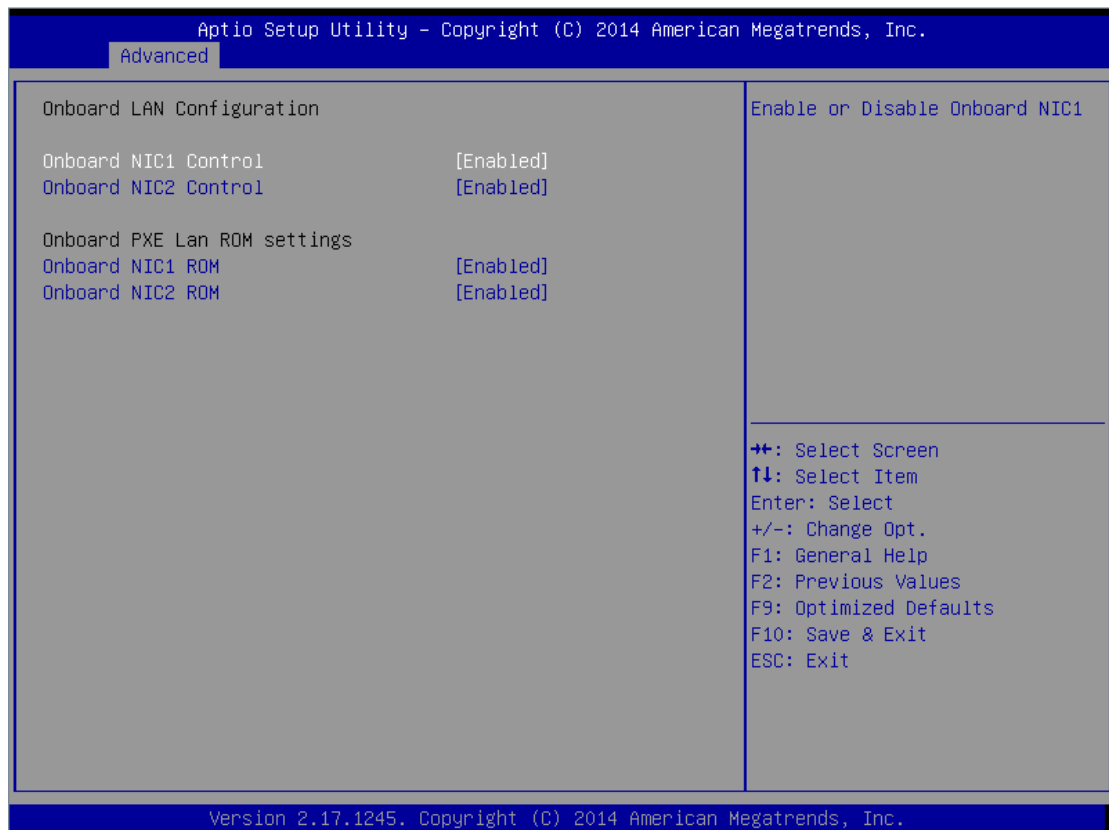 Aptio Setup Utility – Copyright (C) 2014 American Megatrends, Inc.
Advanced
Onboard LAN Configuration
Onboard NIC1 Control [Enabled]
Onboard NIC2 Control [Enabled]
Onboard PXE Lan ROM settings
Onboard NIC1 ROM [Enabled]
Onboard NIC2 ROM [Enabled]
Enable or Disable Onboard NIC1
→←: Select Screen
↑↓: Select Item
Enter: Select
+/-: Change Opt.
F1: General Help
F2: Previous Values
F9: Optimized Defaults
F10: Save & Exit
ESC: Exit
Version 2.17.1245. Copyright (C) 2014 American Megatrends, Inc.